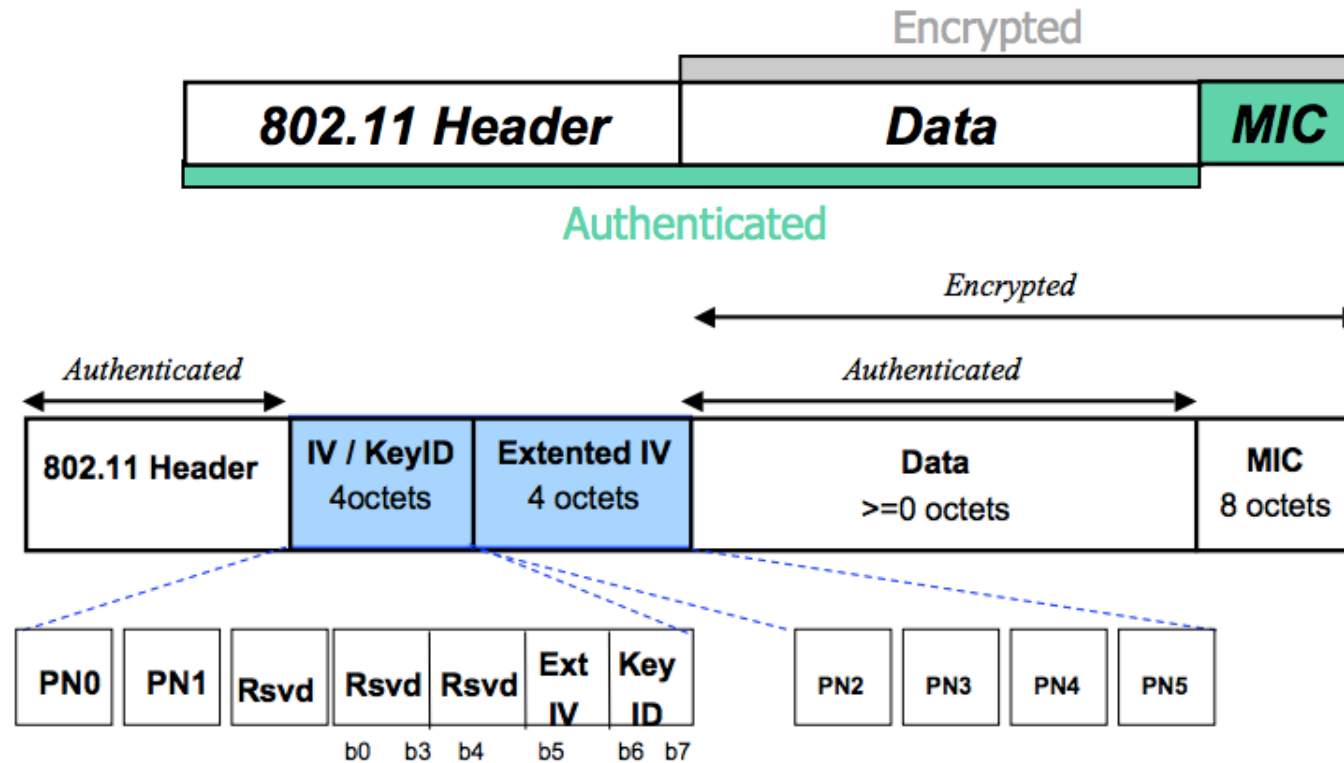 Encrypted
802.11 Header Data MIC
Authenticated
Encrypted
Authenticated Authenticated
802.11 Header IV / KeyID Extented IV Data MIC
4octets 4 octets >=0 octets 8 octets
PN0 PN1 Rsvd Rsvd Rsvd Ext IV Key ID PN2 PN3 PN4 PN5
b0 b3 b4 b5 b6 b7